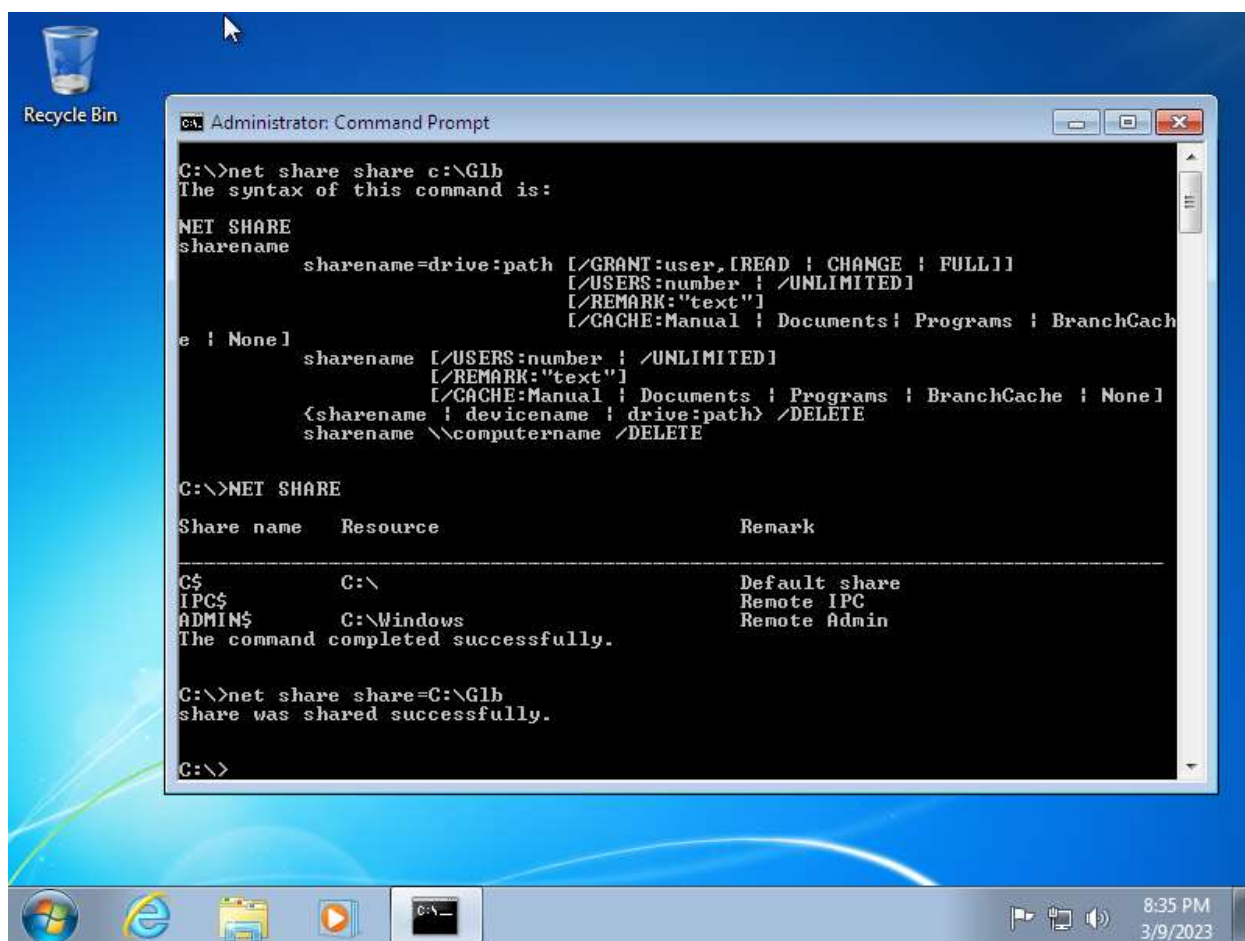 Recycle Bin
Administrator: Command Prompt
C:\>net share share c:\Glb
The syntax of this command is:
NET SHARE
sharename
sharename=drive:path [/GRANT:user,[READ | CHANGE | FULL]]
[/USERS:number | /UNLIMITED]
[/REMARK:"text"]
[/CACHE:Manual | Documents| Programs | BranchCach
e | None]
sharename [/USERS:number | /UNLIMITED]
[/REMARK:"text"]
[/CACHE:Manual | Documents | Programs | BranchCache | None]
{sharename | devicename | drive:path} /DELETE
sharename \\computername /DELETE
C:\>NET SHARE
Share name Resource Remark
-------------------------------------------------------------------------------
C$ C:\ Default share
IPC$ Remote IPC
ADMIN$ C:\Windows Remote Admin
The command completed successfully.
C:\>net share share=C:\Glb
share was shared successfully.
C:\>
8:35 PM
3/9/2023